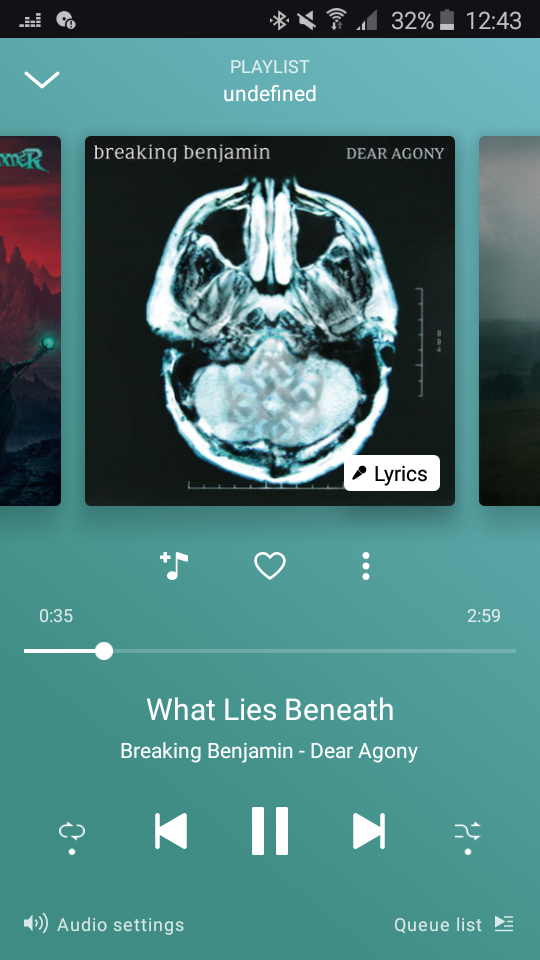 32% 12:43
PLAYLIST
undefined
breaking benjamin DEAR AGONY
Lyrics
0:35 2:59
What Lies Beneath
Breaking Benjamin - Dear Agony
Audio settings Queue list